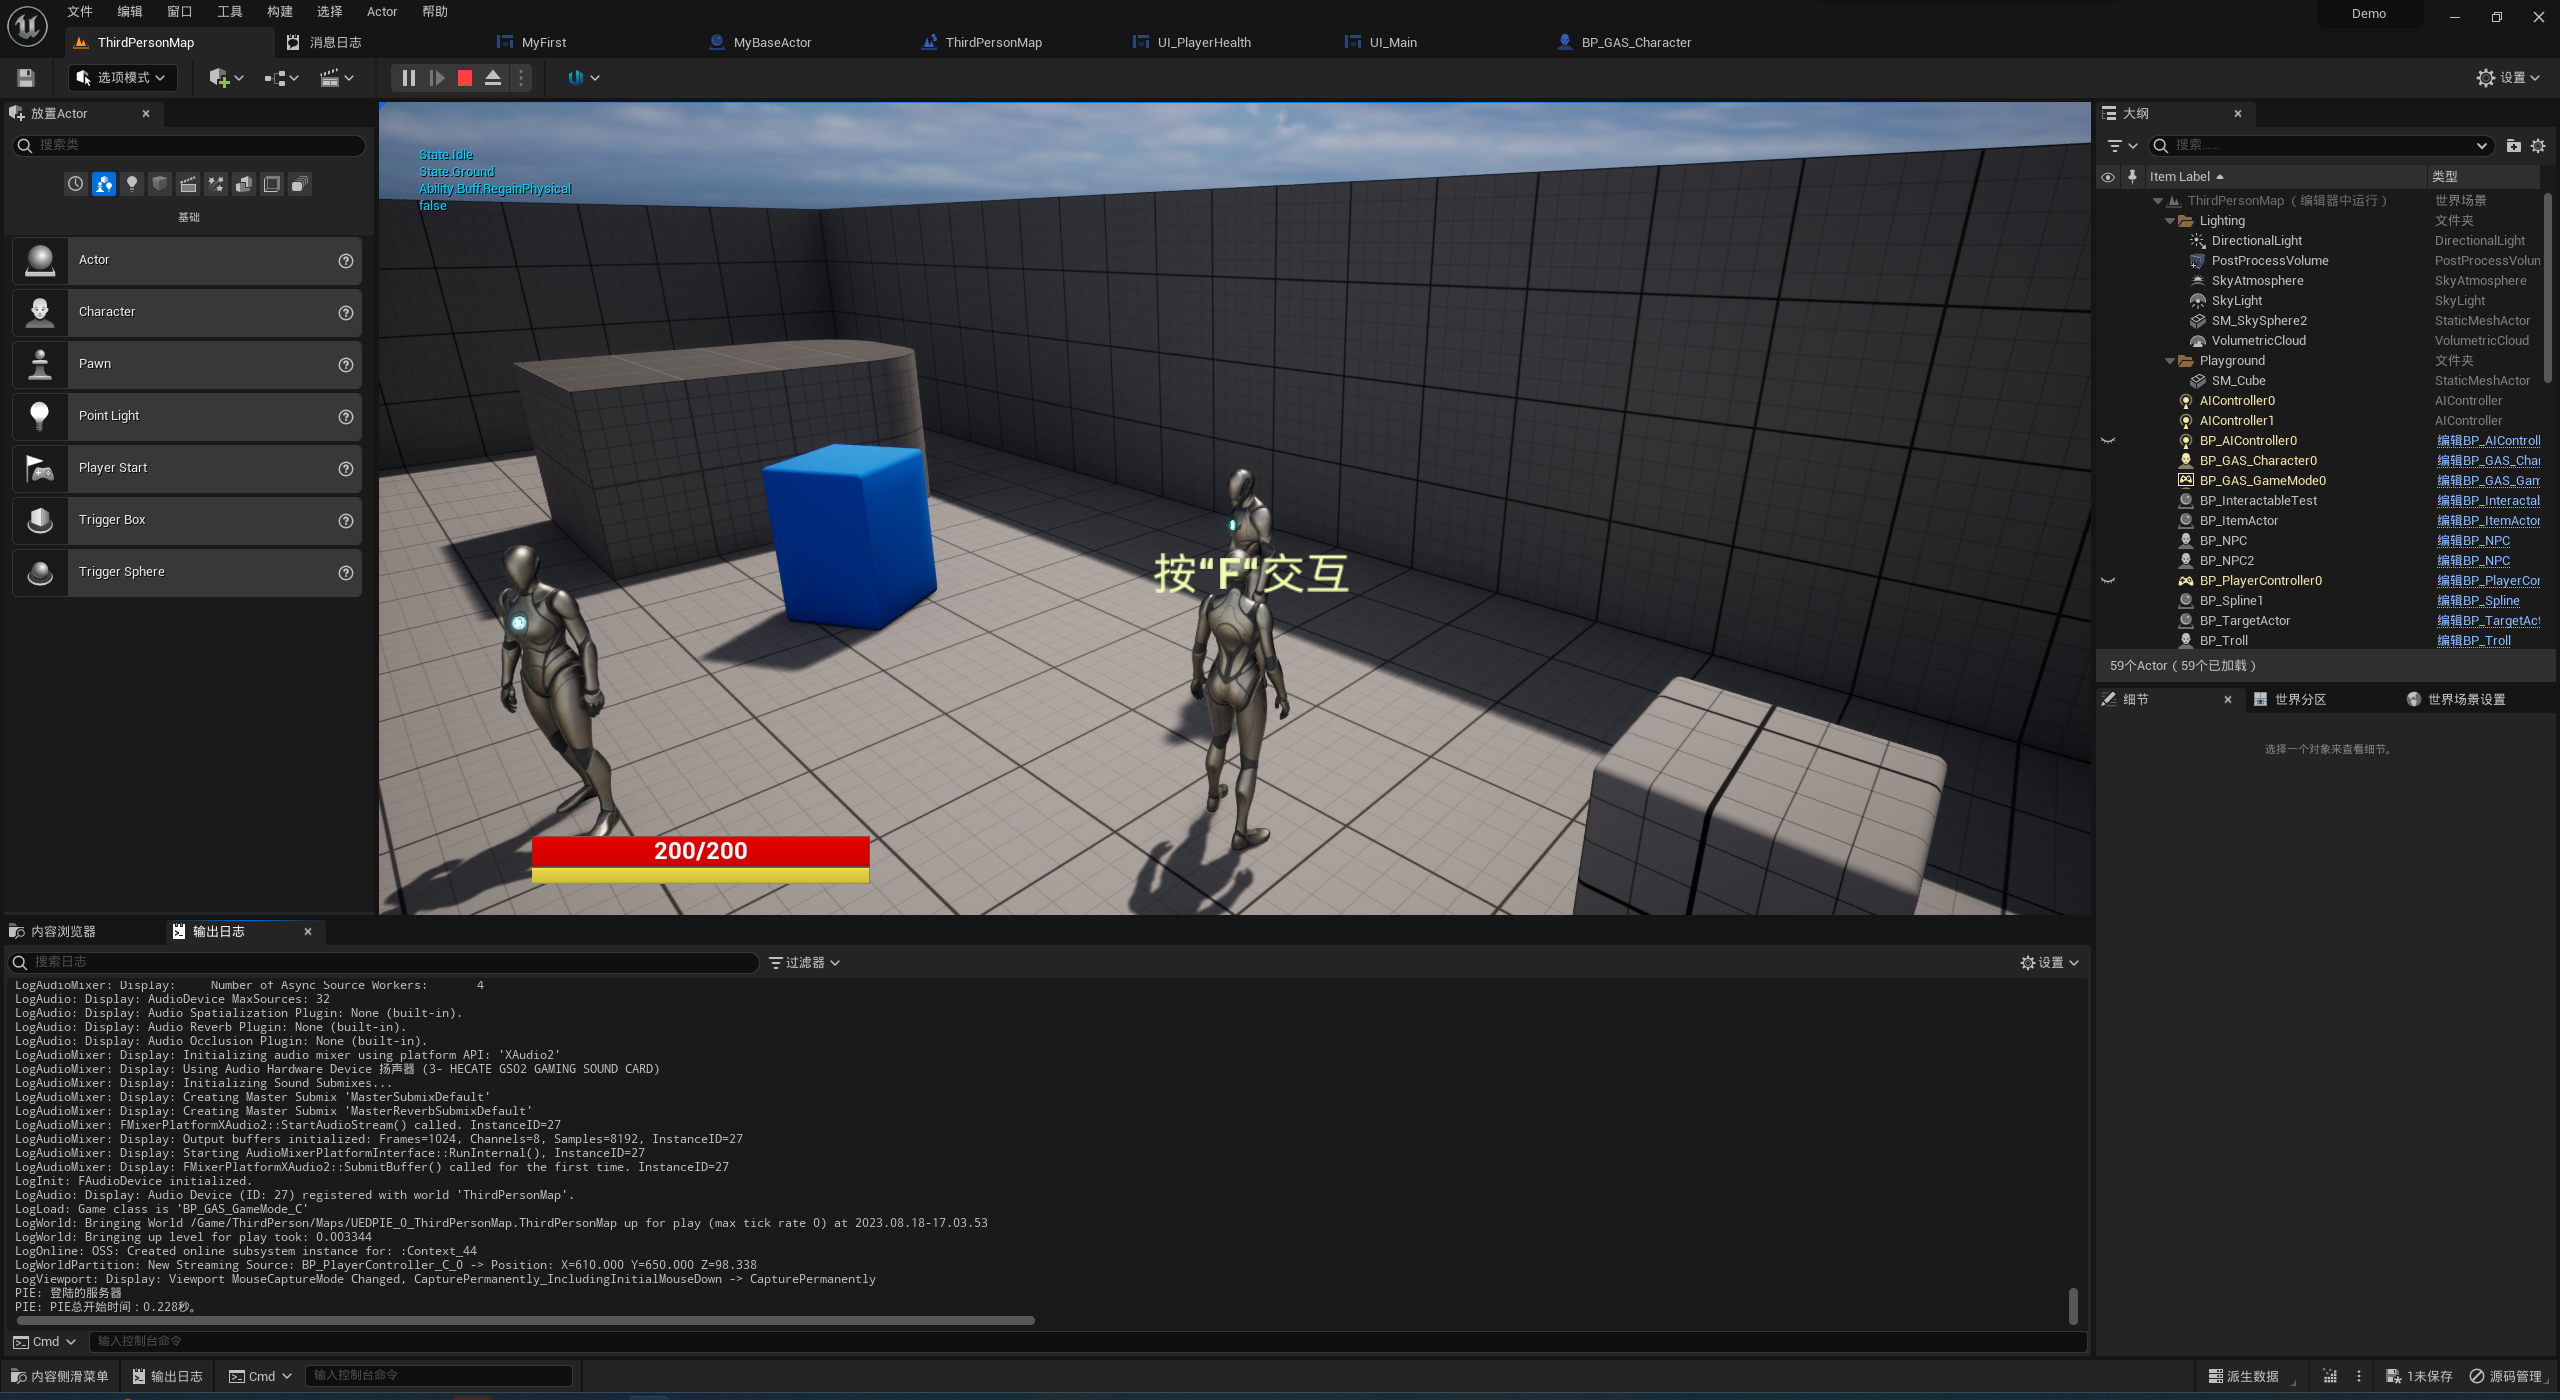 文件 编辑 窗口 工具 构建 选择 Actor 帮助
Demo
ThirdPersonMap 消息日志 MyFirst MyBaseActor ThirdPersonMap UI_PlayerHealth UI_Main BP_GAS_Character
选项模式
设置
放置Actor
搜索类
基础
Actor
Character
Pawn
Point Light
Player Start
Trigger Box
Trigger Sphere
State.Idle
State.Ground
Ability.Buff.RegainPhysical
false
按“F“交互
200/200
大纲
搜索……
Item Label 类型
ThirdPersonMap（编辑器中运行） 世界场景
Lighting 文件夹
DirectionalLight DirectionalLight
PostProcessVolume PostProcessVolun
SkyAtmosphere SkyAtmosphere
SkyLight SkyLight
SM_SkySphere2 StaticMeshActor
VolumetricCloud VolumetricCloud
Playground 文件夹
SM_Cube StaticMeshActor
AIController0 AIController
AIController1 AIController
BP_AIController0 编辑BP_AIControll
BP_GAS_Character0 编辑BP_GAS_Char
BP_GAS_GameMode0 编辑BP_GAS_Gam
BP_InteractableTest 编辑BP_Interactab
BP_ItemActor 编辑BP_ItemActor
BP_NPC 编辑BP_NPC
BP_NPC2 编辑BP_NPC
BP_PlayerController0 编辑BP_PlayerCor
BP_Spline1 编辑BP_Spline
BP_TargetActor 编辑BP_TargetAct
BP_Troll 编辑BP_Troll
59个Actor（59个已加载）
细节 世界分区 世界场景设置
选择一个对象来查看细节。
内容浏览器 输出日志
搜索日志 过滤器 设置
LogAudioMixer: Display: Number of Async Source Workers: 4
LogAudio: Display: AudioDevice MaxSources: 32
LogAudio: Display: Audio Spatialization Plugin: None (built-in).
LogAudio: Display: Audio Reverb Plugin: None (built-in).
LogAudio: Display: Audio Occlusion Plugin: None (built-in).
LogAudioMixer: Display: Initializing audio mixer using platform API: 'XAudio2'
LogAudioMixer: Display: Using Audio Hardware Device 扬声器 (3- HECATE GS02 GAMING SOUND CARD)
LogAudioMixer: Display: Initializing Sound Submixes...
LogAudioMixer: Display: Creating Master Submix 'MasterSubmixDefault'
LogAudioMixer: Display: Creating Master Submix 'MasterReverbSubmixDefault'
LogAudioMixer: FMixerPlatformXAudio2::StartAudioStream() called. InstanceID=27
LogAudioMixer: Display: Output buffers initialized: Frames=1024, Channels=8, Samples=8192, InstanceID=27
LogAudioMixer: Display: Starting AudioMixerPlatformInterface::RunInternal(), InstanceID=27
LogAudioMixer: Display: FMixerPlatformXAudio2::SubmitBuffer() called for the first time. InstanceID=27
LogInit: FAudioDevice initialized.
LogAudio: Display: Audio Device (ID: 27) registered with world 'ThirdPersonMap'.
LogLoad: Game class is 'BP_GAS_GameMode_C'
LogWorld: Bringing World /Game/ThirdPerson/Maps/UEDPIE_0_ThirdPersonMap.ThirdPersonMap up for play (max tick rate 0) at 2023.08.18-17.03.53
LogWorld: Bringing up level for play took: 0.003344
LogOnline: OSS: Created online subsystem instance for: :Context_44
LogWorldPartition: New Streaming Source: BP_PlayerController_C_0 -> Position: X=610.000 Y=650.000 Z=98.338
LogViewport: Display: Viewport MouseCaptureMode Changed, CapturePermanently_IncludingInitialMouseDown -> CapturePermanently
PIE: 登陆的服务器
PIE: PIE总开始时间：0.228秒。
Cmd 输入控制台命令
内容侧滑菜单 输出日志 Cmd 输入控制台命令 派生数据 1未保存 源码管理